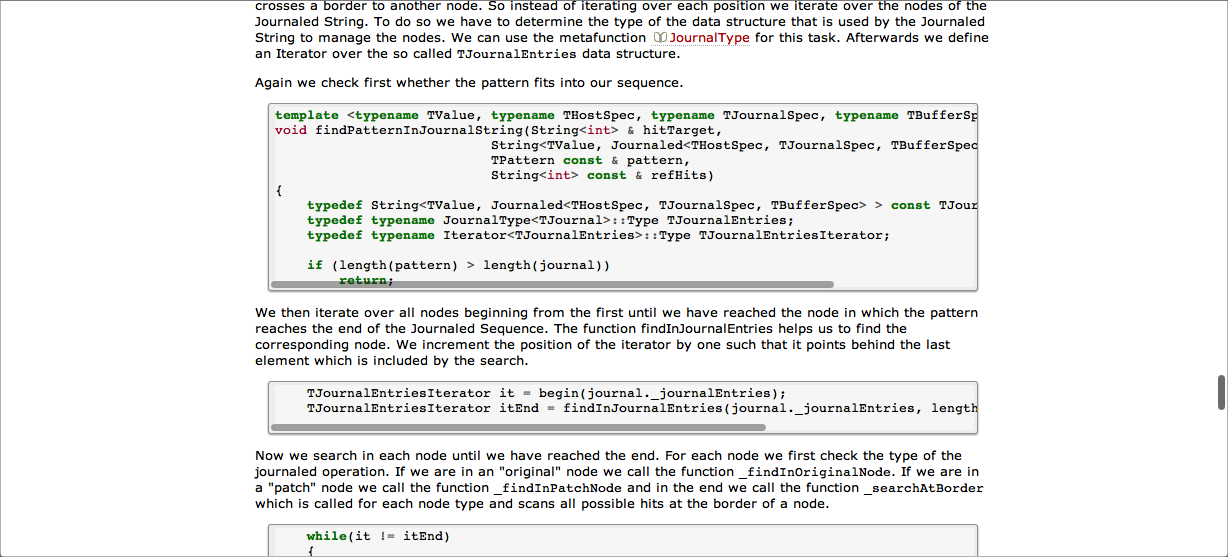 crosses a border to another node. So instead of iterating over each position we iterate over the nodes of the
Journaled String. To do so we have to determine the type of the data structure that is used by the Journaled
String to manage the nodes. We can use the metafunction JournalType for this task. Afterwards we define
an Iterator over the so called TJournalEntries data structure.
Again we check first whether the pattern fits into our sequence.
template <typename TValue, typename THostSpec, typename TJournalSpec, typename TBufferSp
void findPatternInJournalString(String<int> & hitTarget,
String<TValue, Journaled<THostSpec, TJournalSpec, TBufferSpec
TPattern const & pattern,
String<int> const & refHits)
{
typedef String<TValue, Journaled<THostSpec, TJournalSpec, TBufferSpec> > const TJour
typedef typename JournalType<TJournal>::Type TJournalEntries;
typedef typename Iterator<TJournalEntries>::Type TJournalEntriesIterator;
if (length(pattern) > length(journal))
return;
We then iterate over all nodes beginning from the first until we have reached the node in which the pattern
reaches the end of the Journaled Sequence. The function findInJournalEntries helps us to find the
corresponding node. We increment the position of the iterator by one such that it points behind the last
element which is included by the search.
TJournalEntriesIterator it = begin(journal._journalEntries);
TJournalEntriesIterator itEnd = findInJournalEntries(journal._journalEntries, length
Now we search in each node until we have reached the end. For each node we first check the type of the
journaled operation. If we are in an "original" node we call the function _findInOriginalNode. If we are in
a "patch" node we call the function _findInPatchNode and in the end we call the function _searchAtBorder
which is called for each node type and scans all possible hits at the border of a node.
while(it != itEnd)
{